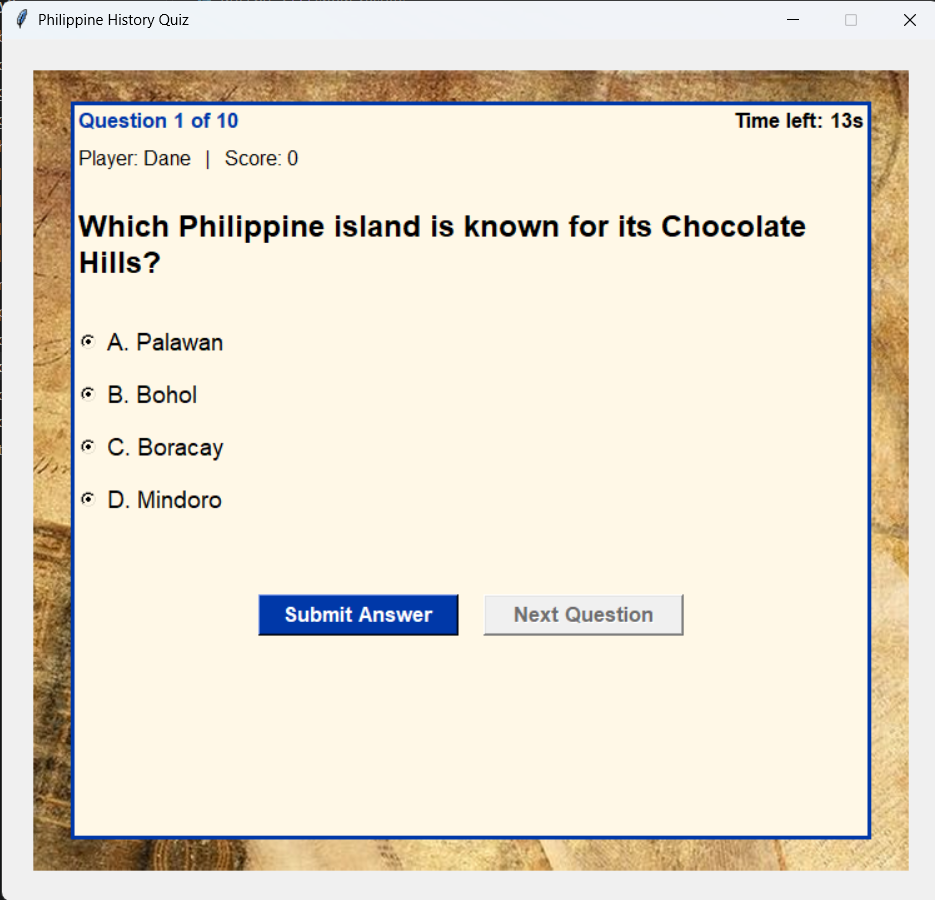 Philippine History Quiz
Question 1 of 10
Time left: 13s
Player: Dane | Score: 0
Which Philippine island is known for its Chocolate
Hills?
A. Palawan
B. Bohol
C. Boracay
D. Mindoro
Submit Answer
Next Question